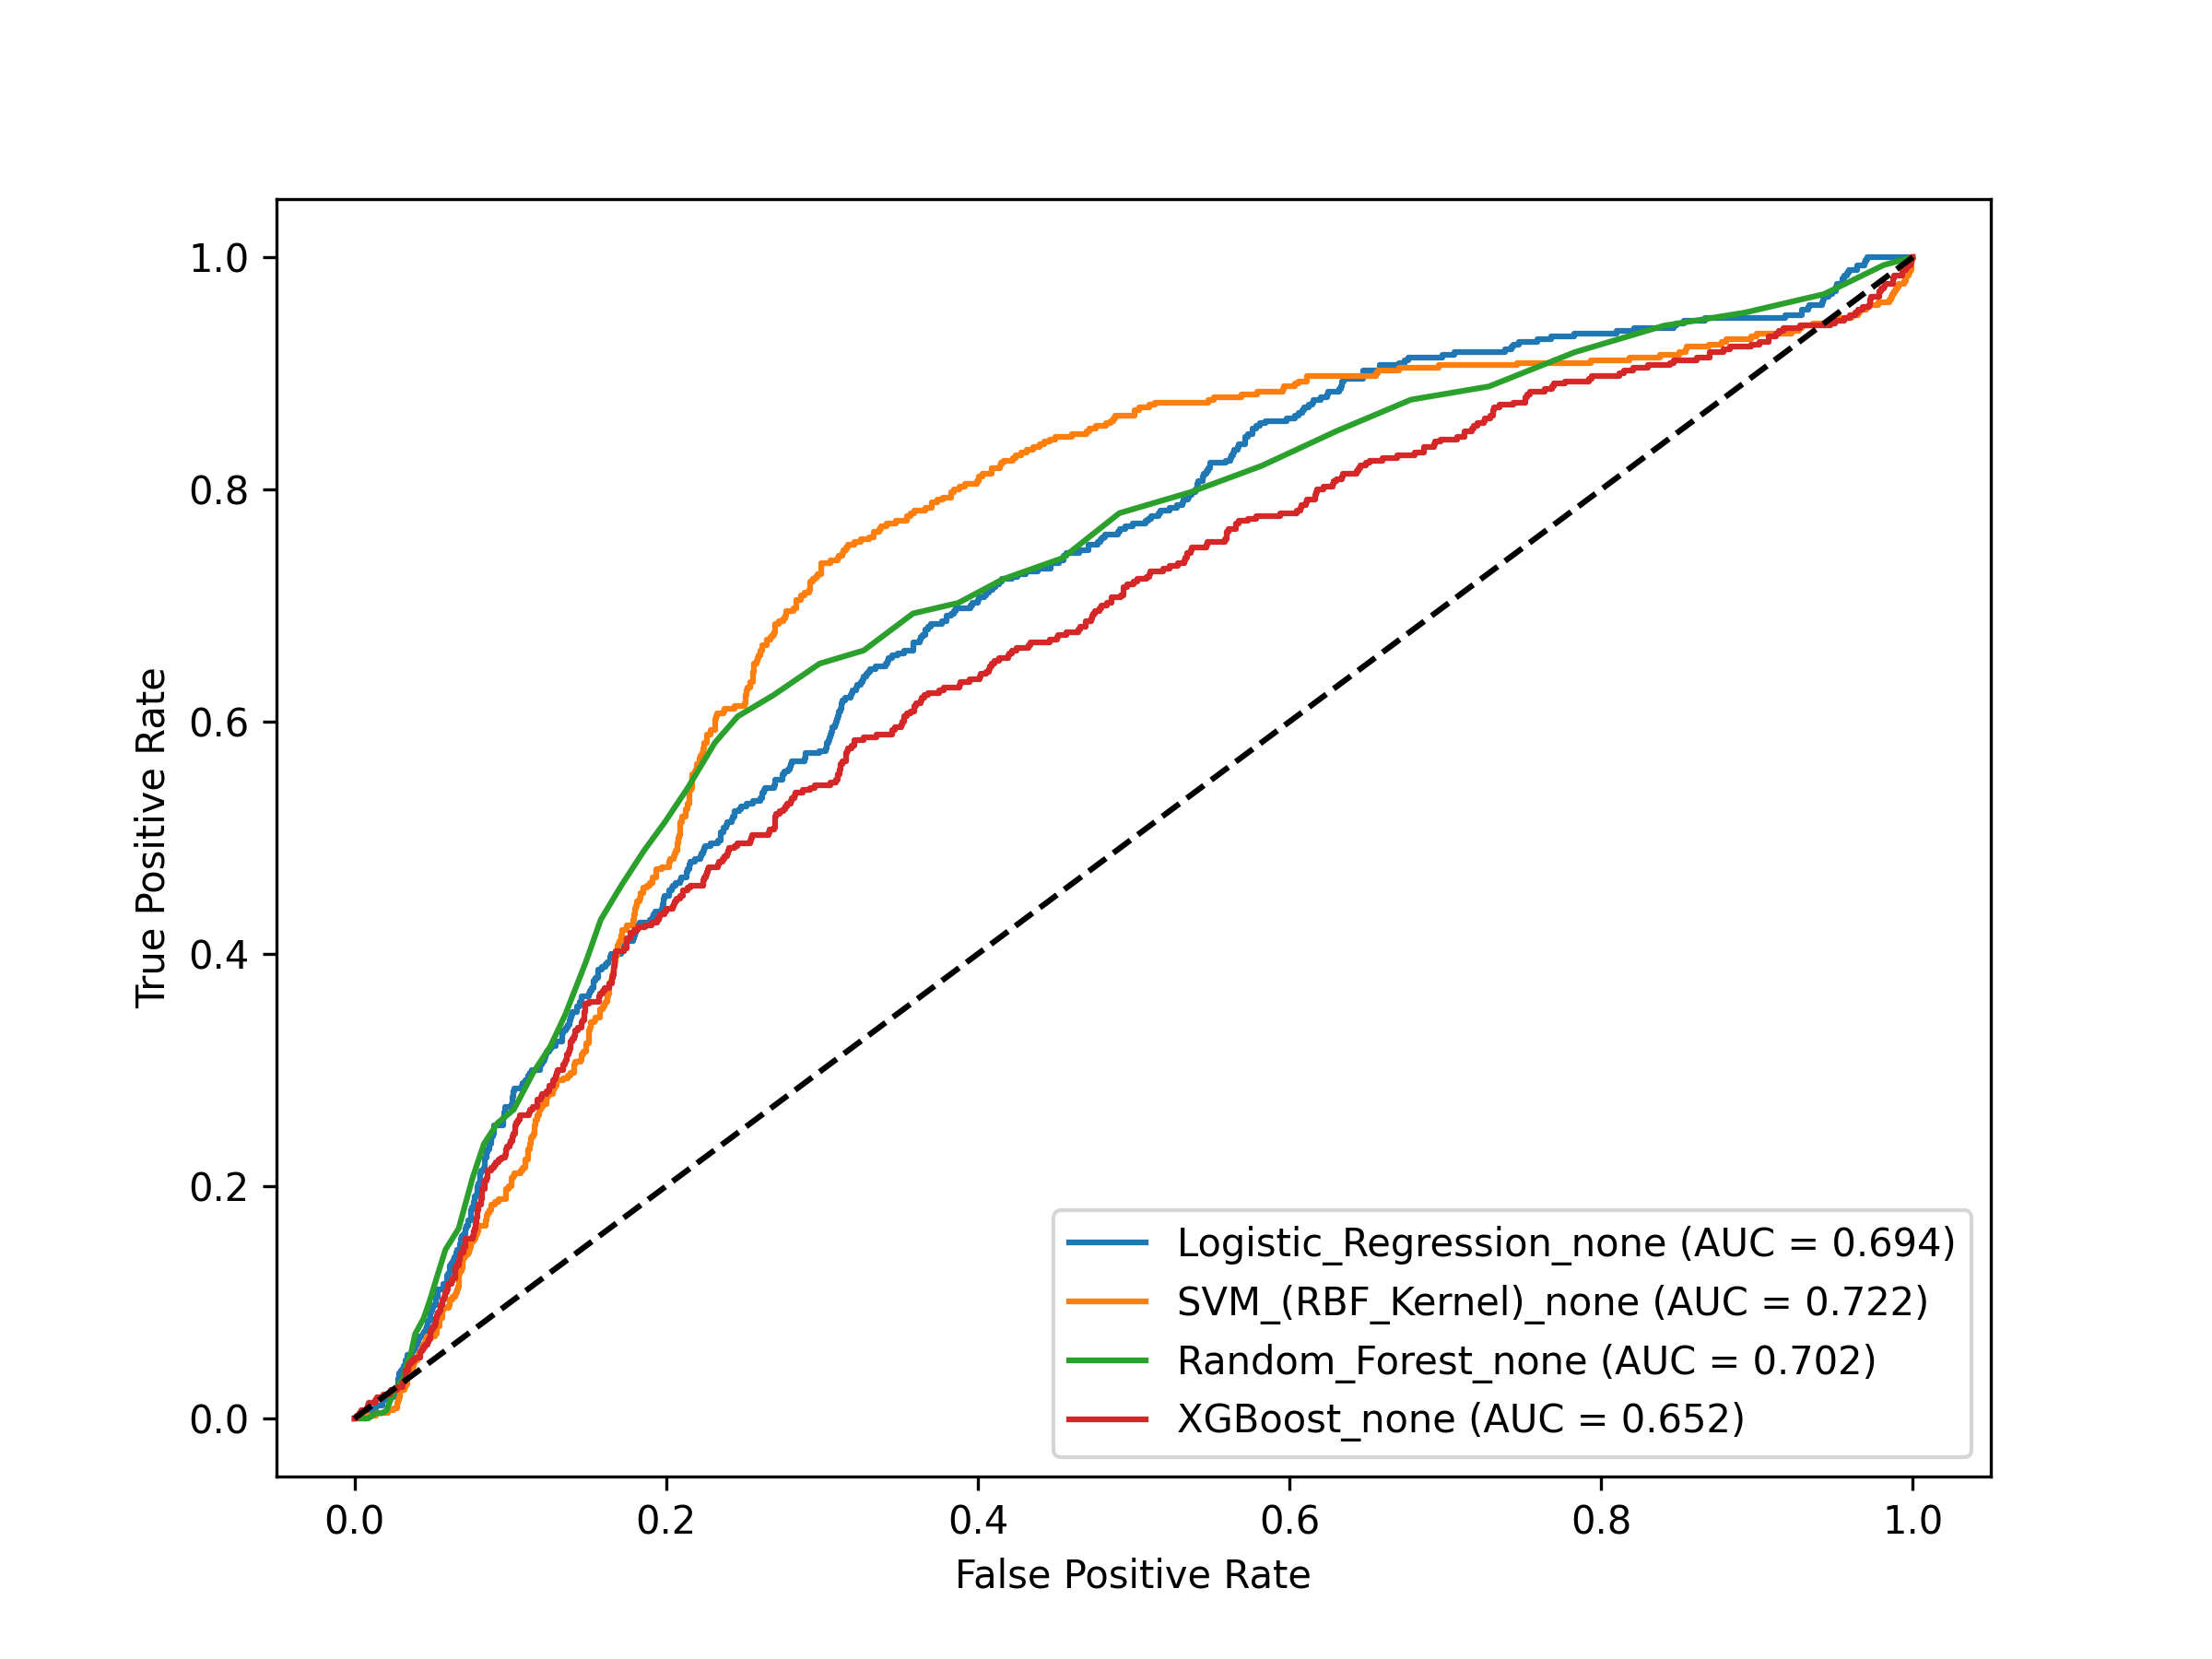 1.0
0.8
0.6
0.4
0.2
0.0
True Positive Rate
Logistic_Regression_none (AUC = 0.694)
SVM_(RBF_Kernel)_none (AUC = 0.722)
Random_Forest_none (AUC = 0.702)
XGBoost_none (AUC = 0.652)
0.0 0.2 0.4 0.6 0.8 1.0
False Positive Rate